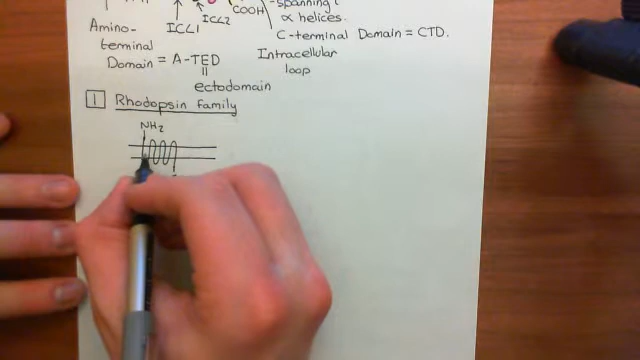 COOH
-spanning
ICL1
ICL2
α helices.
C-terminal Domain = CTD.
Amino-
terminal
Domain = A-TED
Intracellular
loop
=
ectodomain
1 Rhodopsin family
NH2